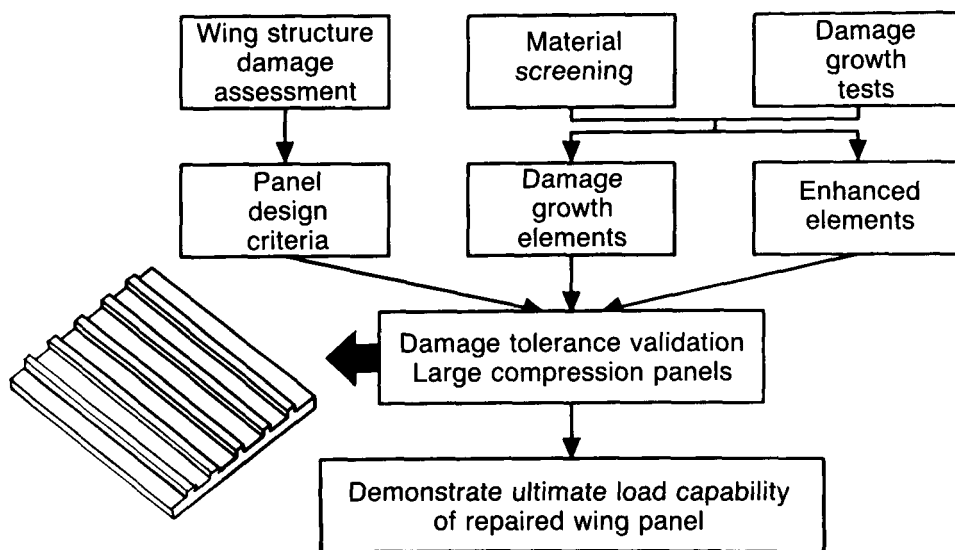 Wing structure
damage
assessment
Material
screening
Damage
growth
tests
Panel
design
criteria
Damage
growth
elements
Enhanced
elements
Damage tolerance validation
Large compression panels
Demonstrate ultimate load capability
of repaired wing panel